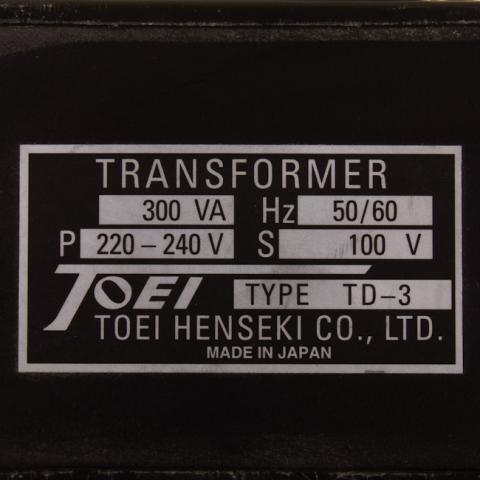 TRANSFORMER
300 VA Hz 50/60
P 220-240 V S 100 V
TOEI TYPE TD-3
TOEI HENSEKI CO., LTD.
MADE IN JAPAN